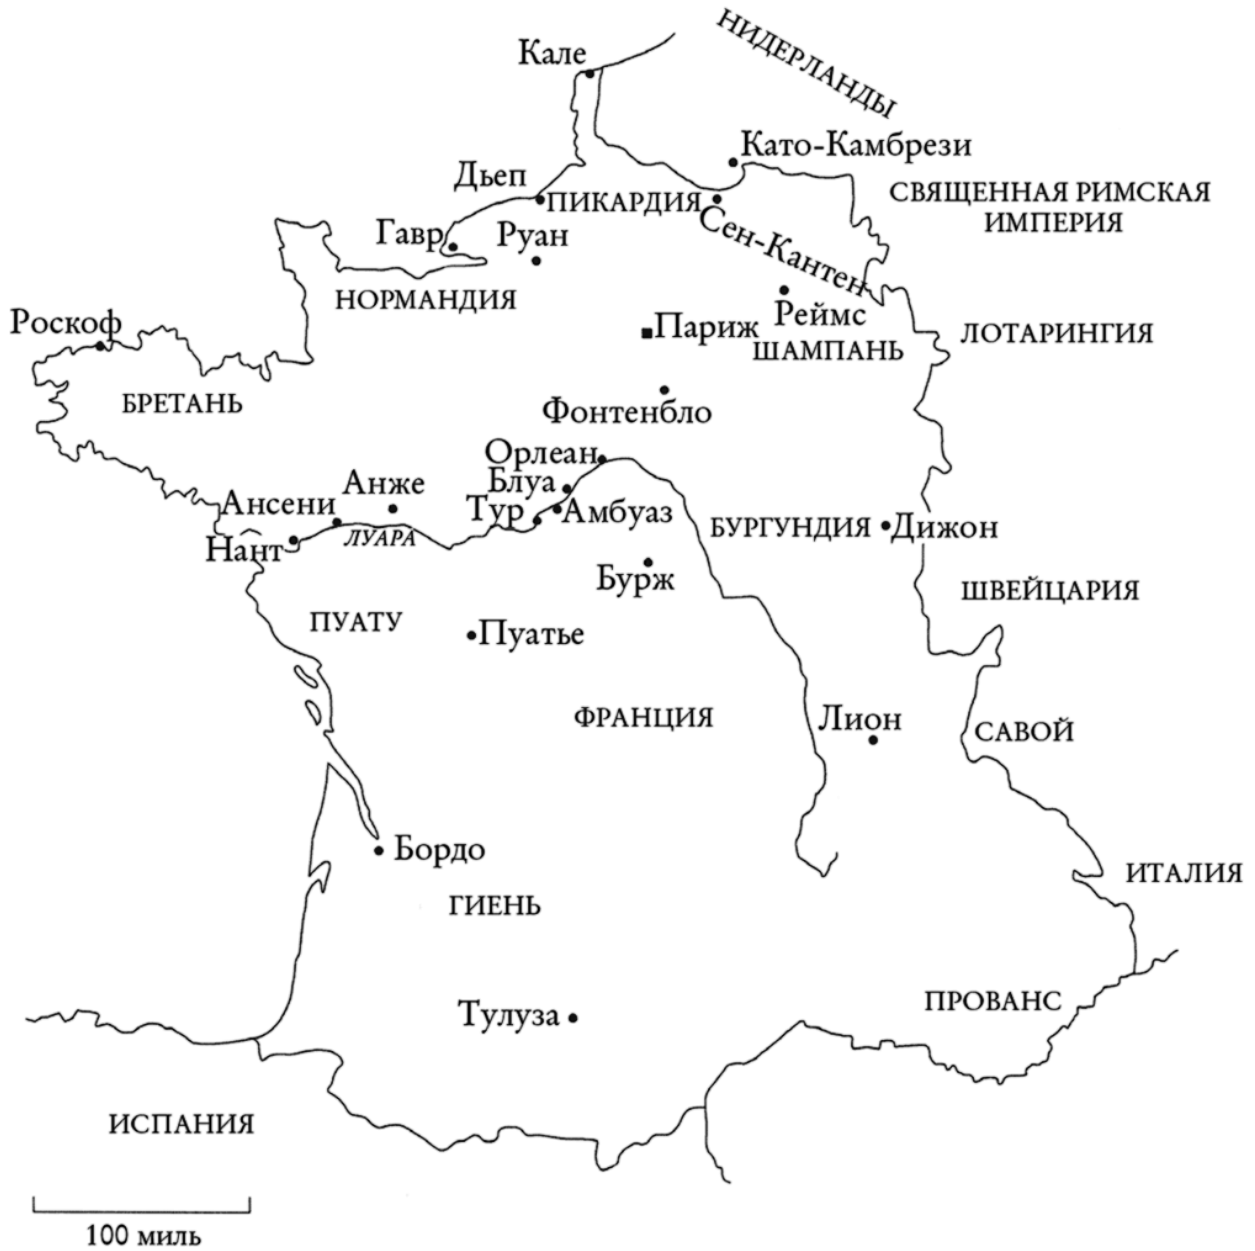 НИДЕРЛАНДЫ
Кале
Като-Камбрези
Дьеп
ПИКАРДИЯ
СВЯЩЕННАЯ РИМСКАЯ
ИМПЕРИЯ
Сен-Кантен
Гавр
Руан
НОРМАНДИЯ
Реймс
Роскоф
Париж
ЛОТАРИНГИЯ
ШАМПАНЬ
БРЕТАНЬ
Фонтенбло
Орлеан
Блуа
Анже
Ансени
Тур
Амбуаз
БУРГУНДИЯ
Дижон
ЛУАРА
Нант
Бурж
ШВЕЙЦАРИЯ
ПУАТУ
Пуатье
ФРАНЦИЯ
Лион
САВОЙ
Бордо
ИТАЛИЯ
ГИЕНЬ
ПРОВАНС
Тулуза
ИСПАНИЯ
100 миль